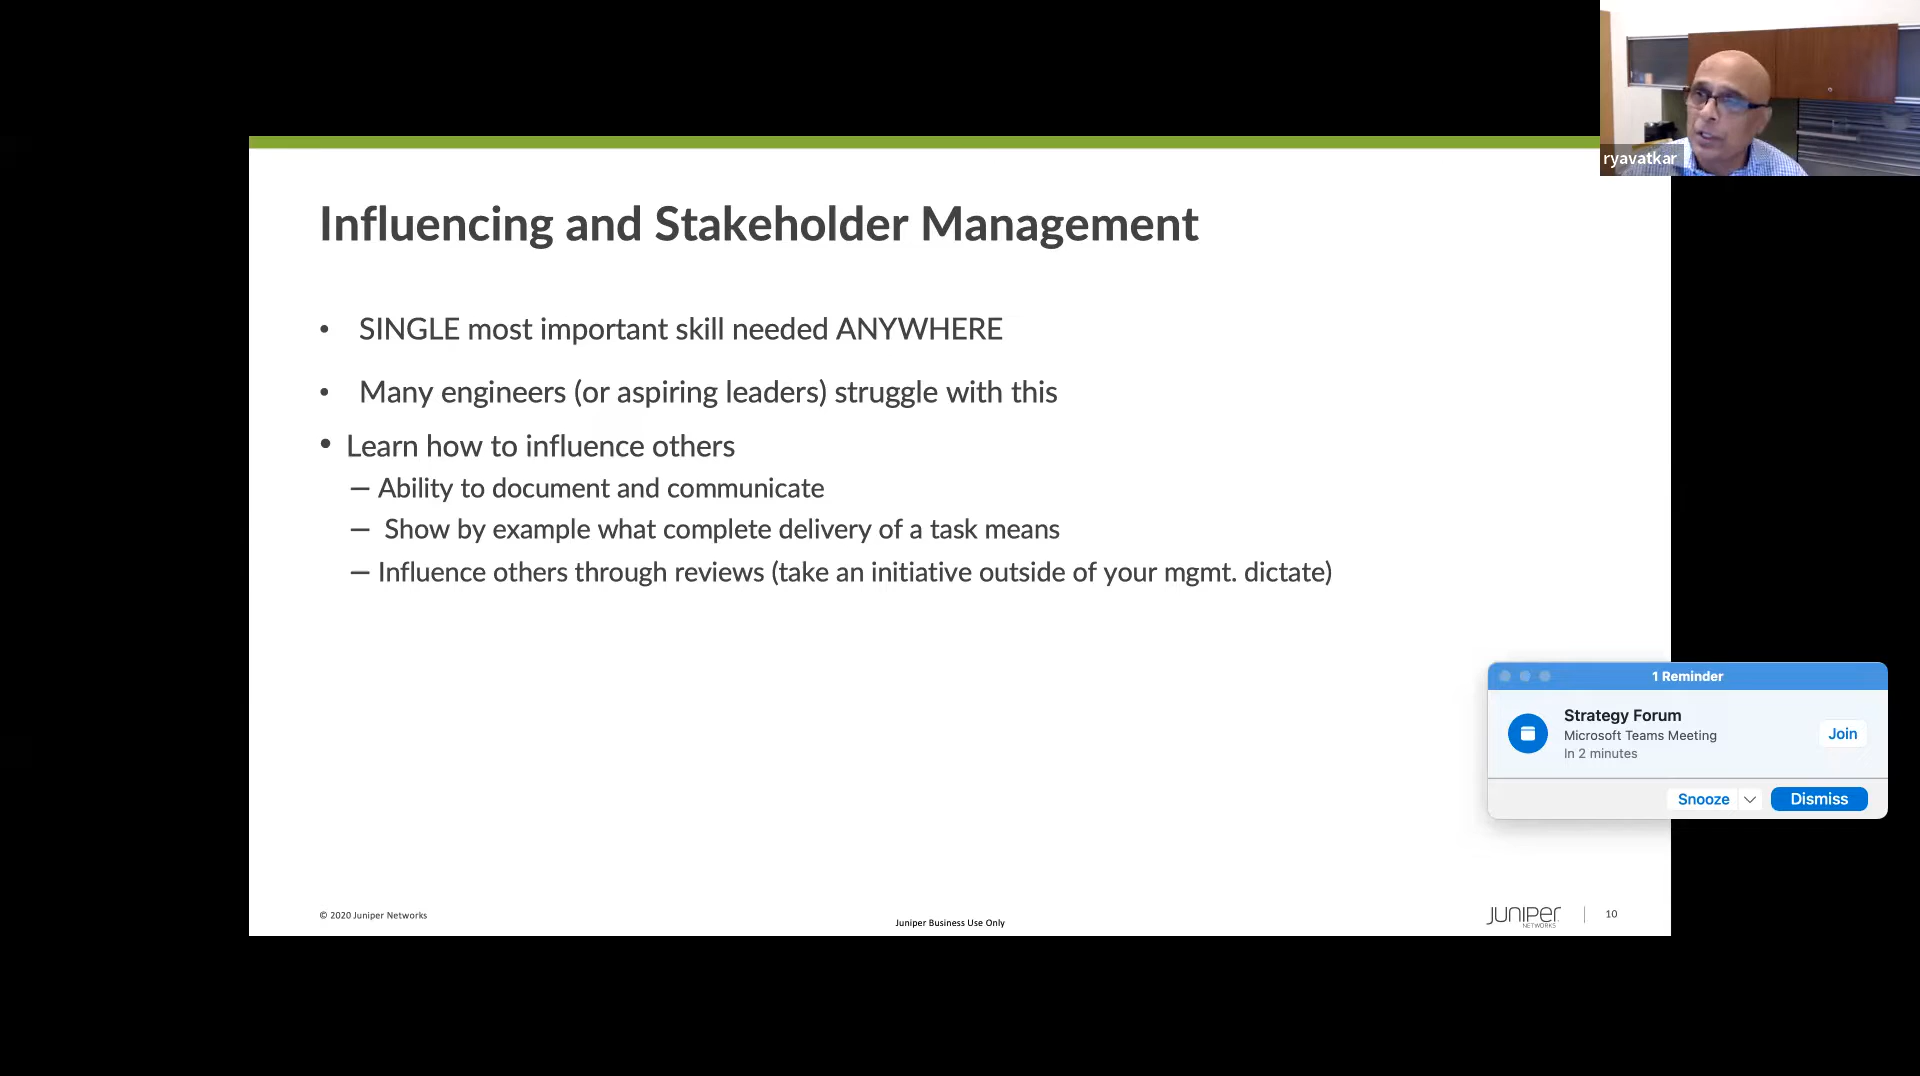 ryavatkar
Influencing and Stakeholder Management
• SINGLE most important skill needed ANYWHERE
• Many engineers (or aspiring leaders) struggle with this
• Learn how to influence others
— Ability to document and communicate
— Show by example what complete delivery of a task means
— Influence others through reviews (take an initiative outside of your mgmt. dictate)
1 Reminder
Strategy Forum
Microsoft Teams Meeting
In 2 minutes
Join
Snooze
Dismiss
© 2020 Juniper Networks
Juniper Business Use Only
JUNIPER
NETWORKS
10